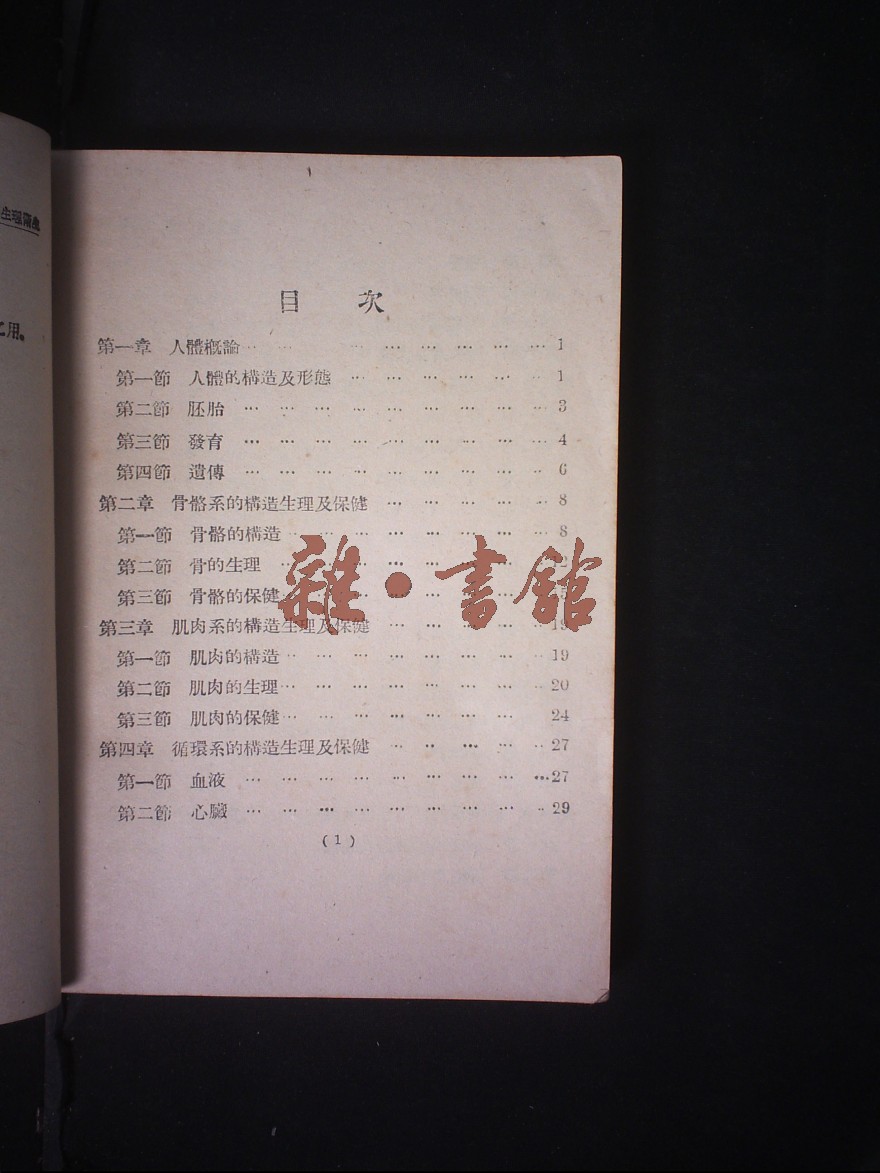 生理衞生
之用。
目 次
第一章 人體概論 … … … … … … … … 1
第一節 人體的構造及形態 … … … … … … 1
第二節 胚胎 … … … … … … … … … 3
第三節 發育 … … … … … … … … … 4
第四節 遺傳 … … … … … … … … … 6
第二章 骨骼系的構造生理及保健 … … … … … 8
第一節 骨骼的構造 … … … … … … … … 8
第二節 骨的生理 … … … … … … … …
第三節 骨骼的保健 … … … … … … …
第三章 肌肉系的構造生理及保健 … … … … … 19
第一節 肌肉的構造 … … … … … … … … 19
第二節 肌肉的生理 … … … … … … … … 20
第三節 肌肉的保健 … … … … … … … 24
第四章 循環系的構造生理及保健 … … … … … 27
第一節 血液 … … … … … … … … … 27
第二節 心臟 … … … … … … … … … 29
(1)
雜·書館